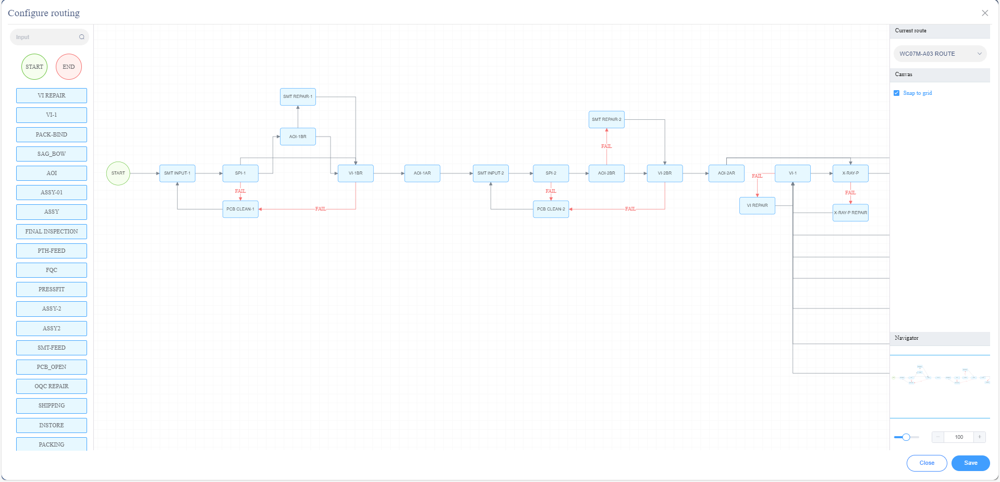 Configure routing
Input
START
END
VI REPAIR
VI-1
PACK-BIND
SAG_BOW
AOI
ASSY-01
ASSY
FINAL INSPECTION
PTH-FEED
FQC
PRESSFIT
ASSY-2
ASSY2
SMT-FEED
PCB_OPEN
OQC REPAIR
SHIPPING
INSTORE
PACKING
SMT REPAIR-1
AOI-1BR
START
SMT INPUT-1
SPI-1
VI-1BR
AOI-1AR
FAIL
PCB CLEAN-1
FAIL
SMT REPAIR-2
FAIL
SMT INPUT-2
SPI-2
AOI-2BR
VI-2BR
AOI-2AR
FAIL
PCB CLEAN-2
FAIL
VI-1
X-RAY-P
FAIL
FAIL
VI REPAIR
X-RAY-P REPAIR
Current route
WC07M-A03 ROUTE
Canvas
Snap to grid
Navigator
100
Close
Save